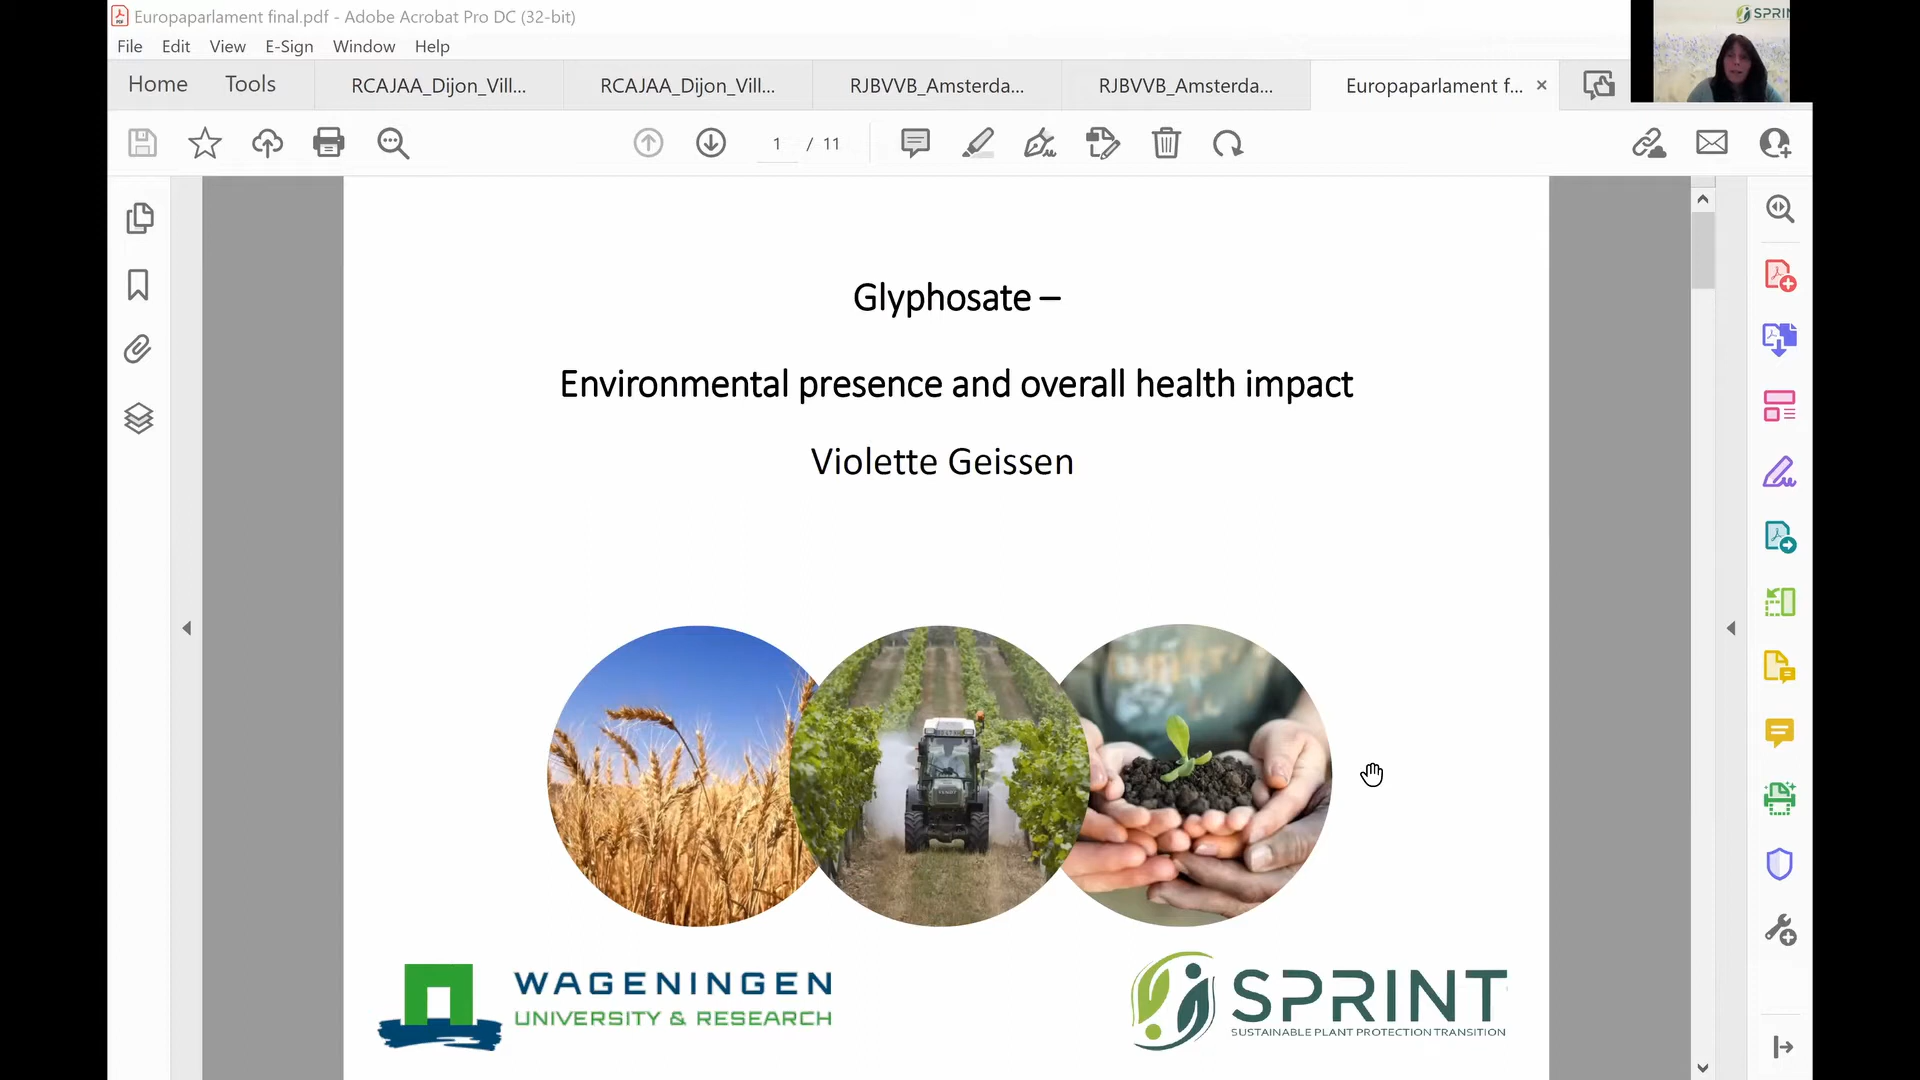 Europaparlament final.pdf - Adobe Acrobat Pro DC (32-bit)
File Edit View E-Sign Window Help
Home Tools RCAJAA_Dijon_Vill... RCAJAA_Dijon_Vill... RJBVVB_Amsterda... RJBVVB_Amsterda... Europaparlament f... ×
1 / 11
SPRIN
Glyphosate –
Environmental presence and overall health impact
Violette Geissen
WAGENINGEN
UNIVERSITY & RESEARCH
SPRINT
SUSTAINABLE PLANT PROTECTION TRANSITION